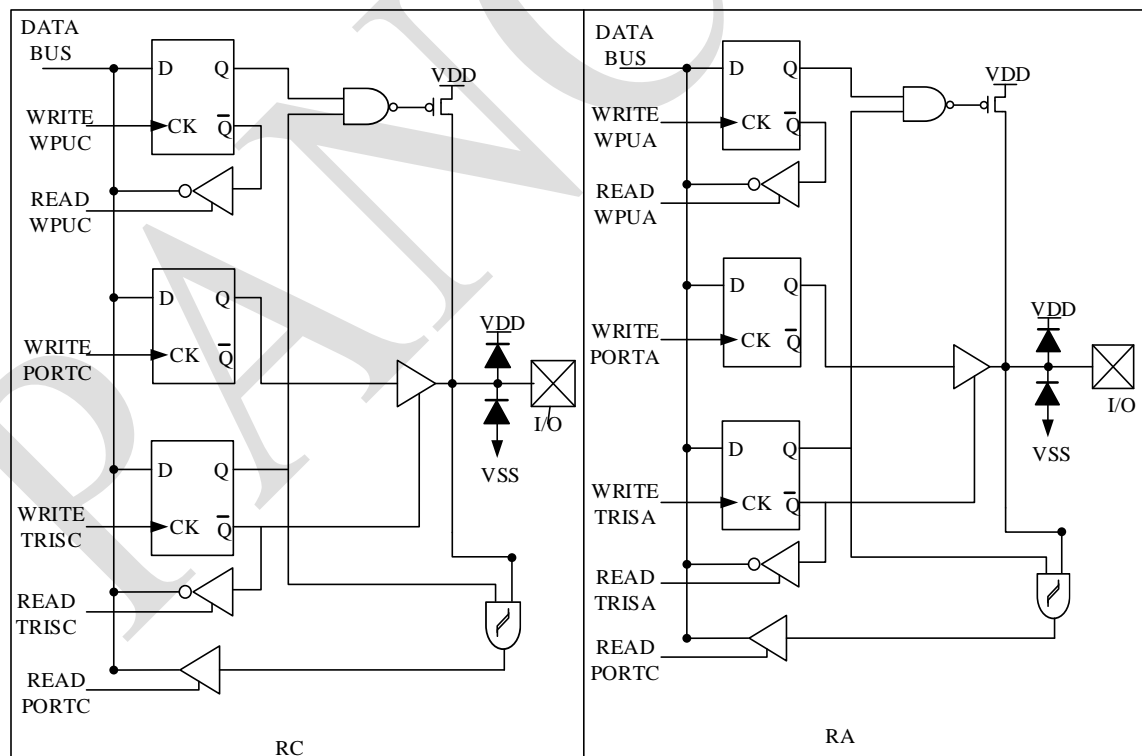 DATA
BUS
D
Q
WRITE
WPUC
CK
Q
READ
WPUC
VDD
D
Q
WRITE
PORTC
CK
Q
VDD
I/O
VSS
D
Q
WRITE
TRISC
CK
Q
READ
TRISC
READ
PORTC
RC
DATA
BUS
D
Q
WRITE
WPUA
CK
Q
READ
WPUA
VDD
D
Q
WRITE
PORTA
CK
Q
VDD
I/O
VSS
D
Q
WRITE
TRISA
CK
Q
READ
TRISA
READ
PORTC
RA